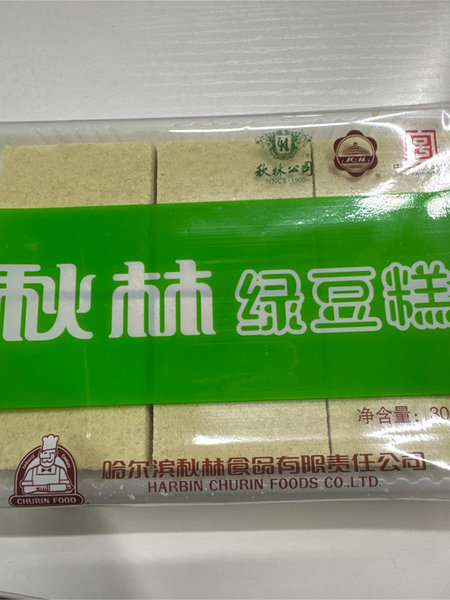 秋林公司
SINCE·1900
秋林
®
秋林 绿豆糕
净含量: 30
哈尔滨秋林食品有限责任公司
HARBIN CHURIN FOODS CO.LTD.
CHURIN FOOD